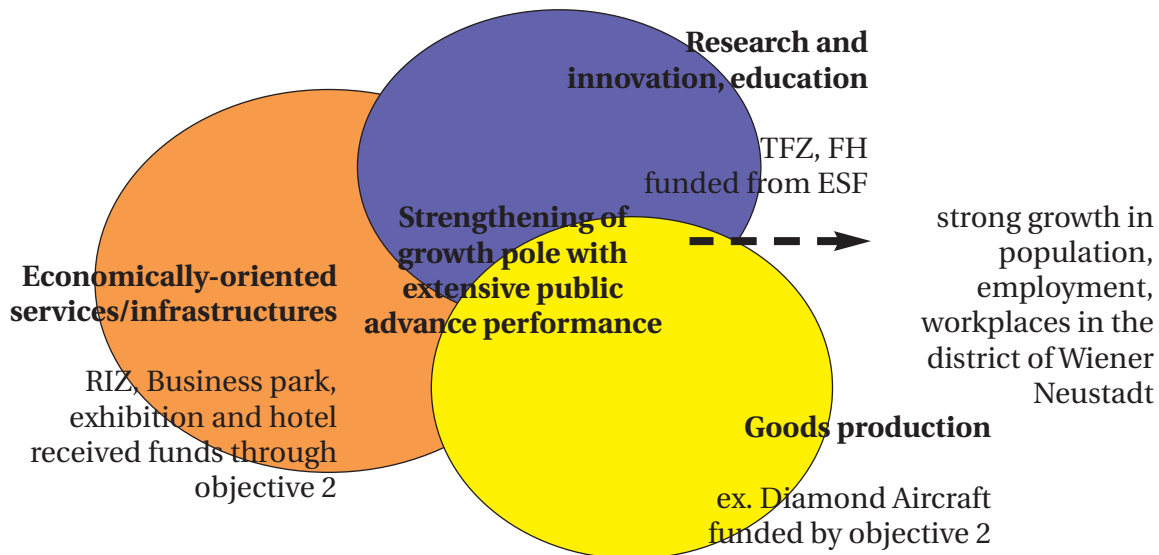 Research and
innovation, education
TFZ, FH
funded from ESF
Strengthening of
growth pole with
extensive public
advance performance
Economically-oriented
services/infrastructures
RIZ, Business park,
exhibition and hotel
received funds through
objective 2
strong growth in
population,
employment,
workplaces in the
district of Wiener
Neustadt
Goods production
ex. Diamond Aircraft
funded by objective 2